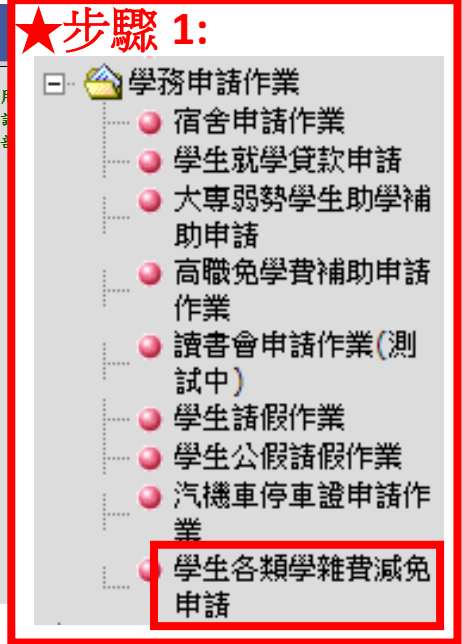 ★步驟 1:
學務申請作業
宿舍申請作業
學生就學貸款申請
大專弱勢學生助學補
助申請
高職免學費補助申請
作業
讀書會申請作業(測
試中)
學生請假作業
學生公假請假作業
汽機車停車證申請作
業
學生各類學雜費減免
申請